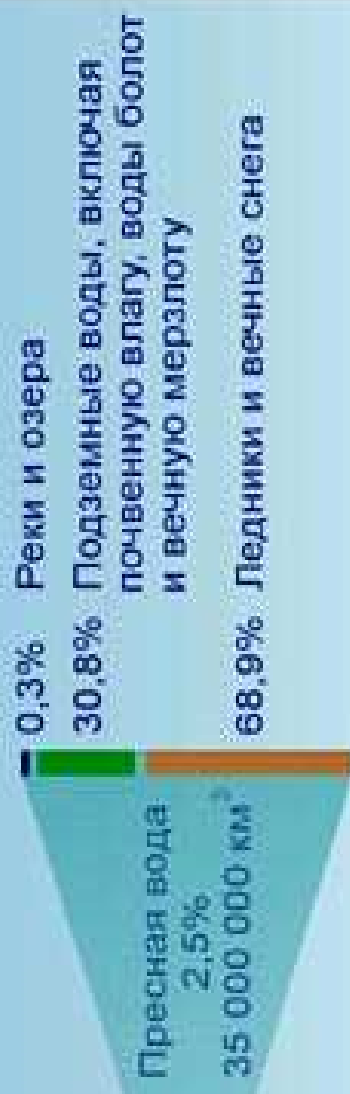 0,3% Реки и озера
30,8% Подземные воды, включая
почвенную влагу, воды болот
и вечную мерзлоту
68,9% Ледники и вечные снега
Пресная вода
2,5%
35 000 000 км³